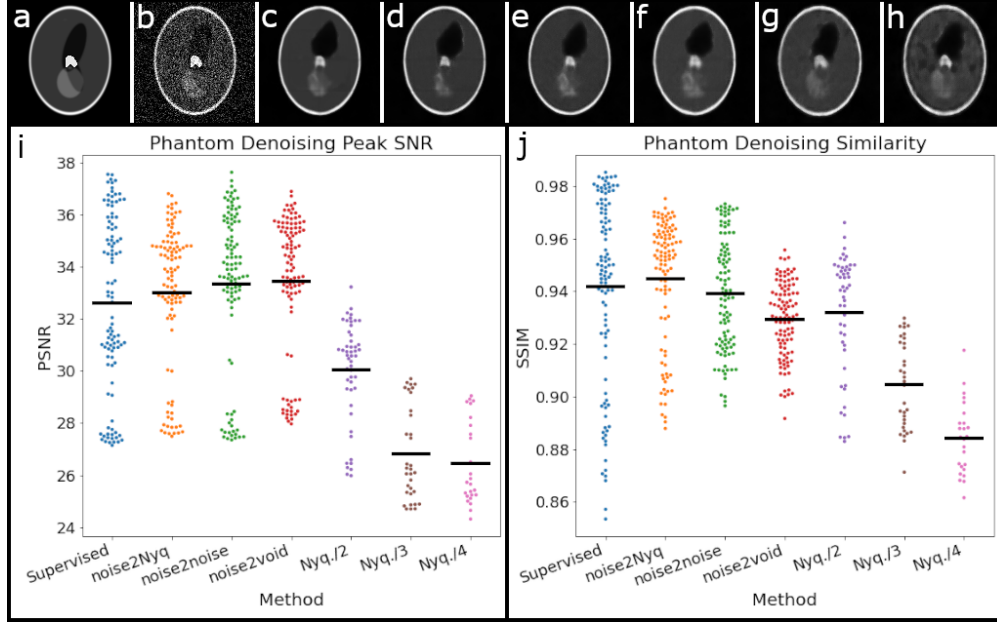 a b c d e f g h
i Phantom Denoising Peak SNR
38
36
34
32
30
28
26
24
PSNR
Supervised noise2Nyq noise2noise noise2void Nyq./2 Nyq./3 Nyq./4
Method
j Phantom Denoising Similarity
0.98
0.96
0.94
0.92
0.90
0.88
0.86
SSIM
Supervised noise2Nyq noise2noise noise2void Nyq./2 Nyq./3 Nyq./4
Method